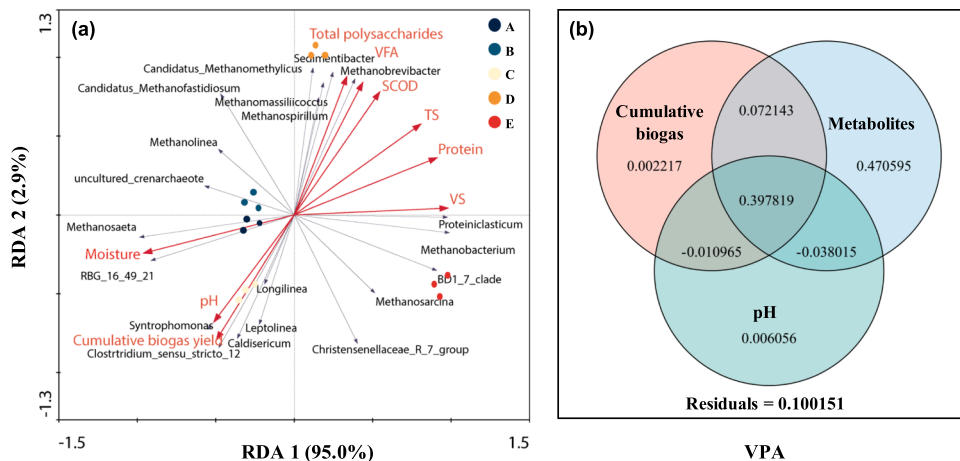 (a)
1.3
-1.3
RDA 2 (2.9%)
-1.5
RDA 1 (95.0%)
1.5
A
B
C
D
E
Total polysaccharides
Sedimentibacter
VFA
Candidatus_Methanomethylicus
Methanobrevibacter
Candidatus_Methanofastidiosum
SCOD
Methanomassiliicoccus
Methanospirillum
TS
Methanolinea
Protein
uncultured_crenarchaeote
VS
Methanosaeta
Proteiniclasticum
Moisture
Methanobacterium
RBG_16_49_21
BD1_7_clade
Longilinea
pH
Methanosarcina
Syntrophomonas
Leptolinea
Cumulative biogas yield
Caldisericum
Clostrtridium_sensu_stricto_12
Christensenellaceae_R_7_group
(b)
Cumulative
biogas
0.002217
0.072143
Metabolites
0.470595
0.397819
-0.010965
-0.038015
pH
0.006056
Residuals = 0.100151
VPA